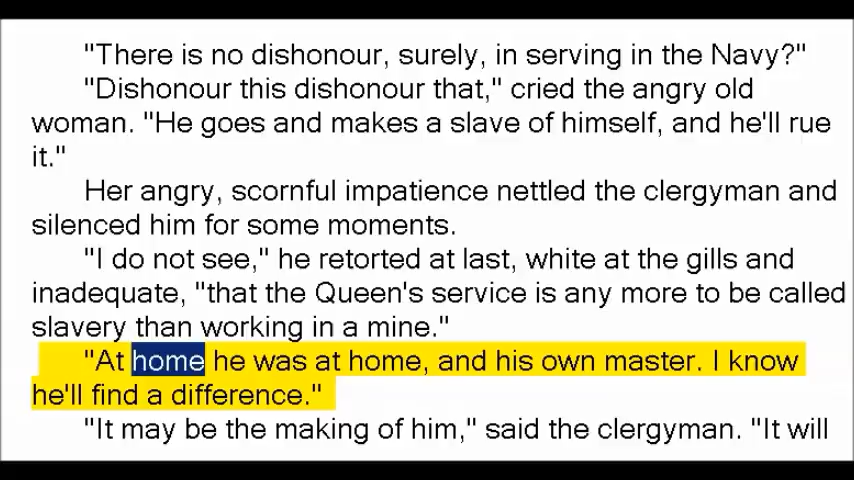 "There is no dishonour, surely, in serving in the Navy?"
"Dishonour this dishonour that," cried the angry old
woman. "He goes and makes a slave of himself, and he'll rue
it."
Her angry, scornful impatience nettled the clergyman and
silenced him for some moments.
"I do not see," he retorted at last, white at the gills and
inadequate, "that the Queen's service is any more to be called
slavery than working in a mine."
"At home he was at home, and his own master. I know
he'll find a difference."
"It may be the making of him," said the clergyman. "It will